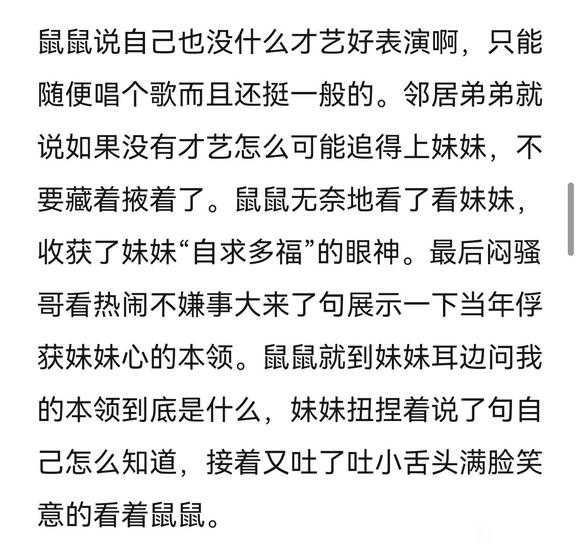 鼠鼠说自己也没什么才艺好表演啊，只能
随便唱个歌而且还挺一般的。邻居弟弟就
说如果没有才艺怎么可能追得上妹妹，不
要藏着掖着了。鼠鼠无奈地看了看妹妹，
收获了妹妹“自求多福”的眼神。最后闷骚
哥看热闹不嫌事大来了句展示一下当年俘
获妹妹心的本领。鼠鼠就到妹妹耳边问我
的本领到底是什么，妹妹扭捏着说了句自
己怎么知道，接着又吐了吐小舌头满脸笑
意的看着鼠鼠。